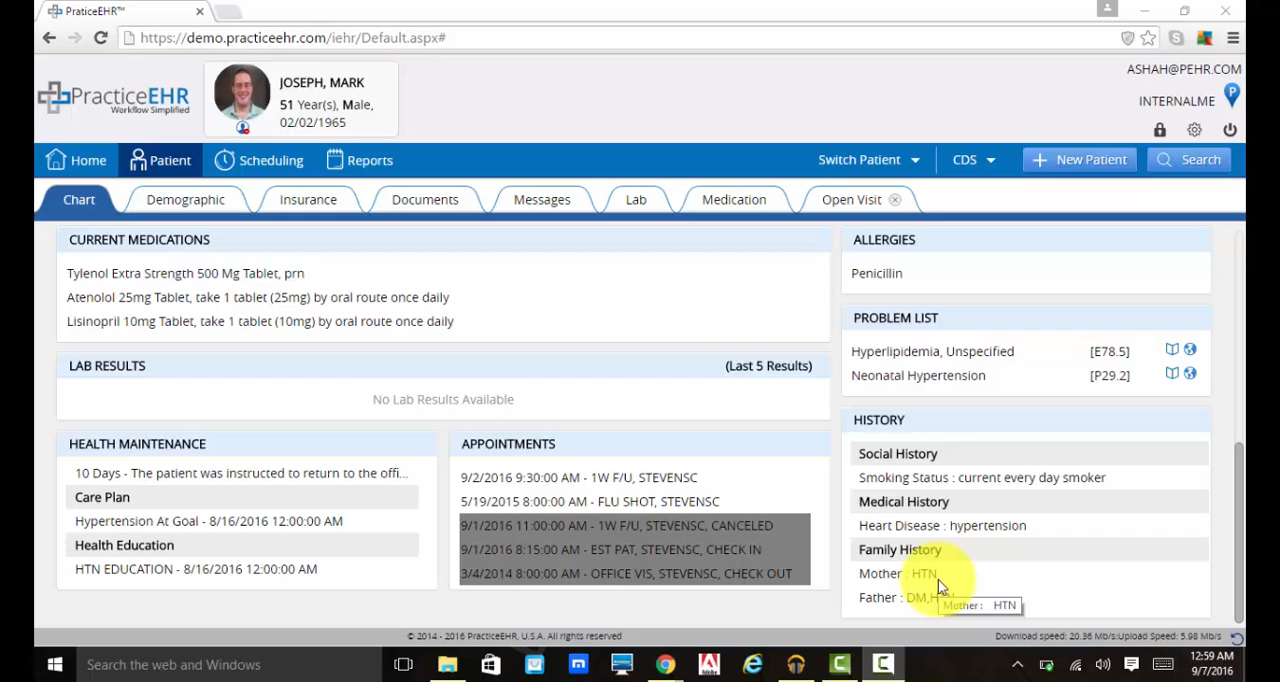 PraticeEHR™
https://demo.practiceehr.com/iehr/Default.aspx#
PracticeEHR
Workflow Simplified
JOSEPH, MARK
51 Year(s), Male,
02/02/1965
ASHAH@PEHR.COM
INTERNALME
Home Patient Scheduling Reports Switch Patient CDS New Patient Search
Chart Demographic Insurance Documents Messages Lab Medication Open Visit
CURRENT MEDICATIONS
Tylenol Extra Strength 500 Mg Tablet, prn
Atenolol 25mg Tablet, take 1 tablet (25mg) by oral route once daily
Lisinopril 10mg Tablet, take 1 tablet (10mg) by oral route once daily
LAB RESULTS (Last 5 Results)
No Lab Results Available
HEALTH MAINTENANCE
10 Days - The patient was instructed to return to the offi...
Care Plan
Hypertension At Goal - 8/16/2016 12:00:00 AM
Health Education
HTN EDUCATION - 8/16/2016 12:00:00 AM
APPOINTMENTS
9/2/2016 9:30:00 AM - 1W F/U, STEVENSC
5/19/2015 8:00:00 AM - FLU SHOT, STEVENSC
9/1/2016 11:00:00 AM - 1W F/U, STEVENSC, CANCELED
9/1/2016 8:15:00 AM - EST PAT, STEVENSC, CHECK IN
3/4/2014 8:00:00 AM - OFFICE VIS, STEVENSC, CHECK OUT
ALLERGIES
Penicillin
PROBLEM LIST
Hyperlipidemia, Unspecified [E78.5]
Neonatal Hypertension [P29.2]
HISTORY
Social History
Smoking Status : current every day smoker
Medical History
Heart Disease : hypertension
Family History
Mother : HTN
Father : DM,
Mother : HTN
© 2014 - 2016 PracticeEHR, U.S.A. All rights reserved
Download speed: 20.36 Mb/s:Upload Speed: 5.98 Mb/s
Search the web and Windows
12:59 AM
9/7/2016